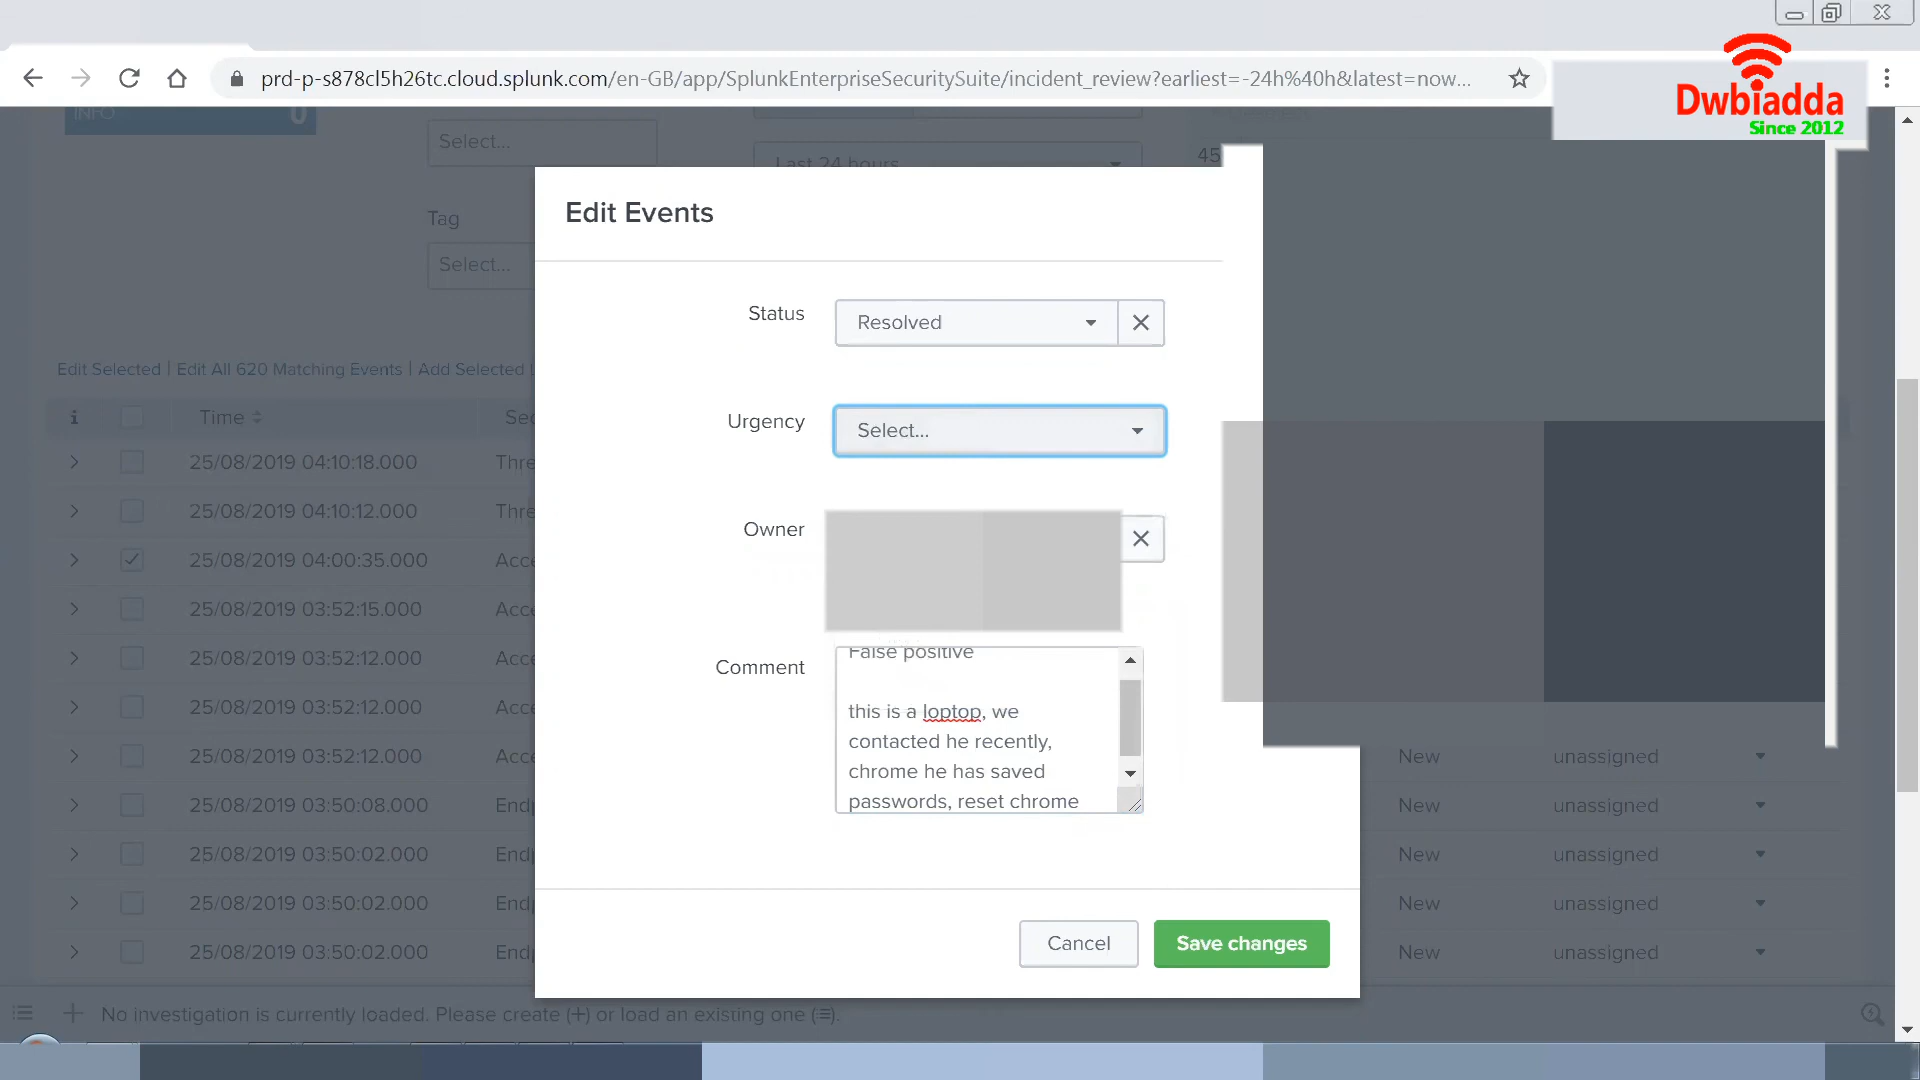 prd-p-s878cl5h26tc.cloud.splunk.com/en-GB/app/SplunkEnterpriseSecuritySuite/incident_review?earliest=-24h%40h&latest=now...
Dwbiadda
Since 2012
INFO 0
Select...
Last 24 hours
45
Edit Events
Tag
Select...
Status Resolved
Edit Selected | Edit All 620 Matching Events | Add Selected
Urgency Select...
i Time Sec
25/08/2019 04:10:18.000 Thre
25/08/2019 04:10:12.000 Thre
Owner
25/08/2019 04:00:35.000 Acce
25/08/2019 03:52:15.000 Acce
25/08/2019 03:52:12.000 Acce
25/08/2019 03:52:12.000 Acce
25/08/2019 03:52:12.000 Acce New unassigned
25/08/2019 03:50:08.000 End New unassigned
25/08/2019 03:50:02.000 End New unassigned
25/08/2019 03:50:02.000 End New unassigned
25/08/2019 03:50:02.000 End New unassigned
Comment
False positive
this is a loptop, we
contacted he recently,
chrome he has saved
passwords, reset chrome
Cancel Save changes
No investigation is currently loaded. Please create (+) or load an existing one (≡).